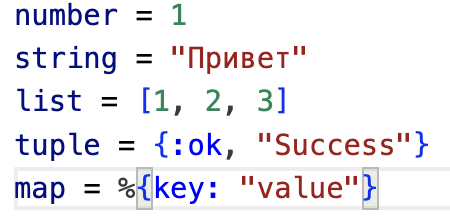 number = 1
string = "Привет"
list = [1, 2, 3]
tuple = {:ok, "Success"}
map = %{key: "value"}